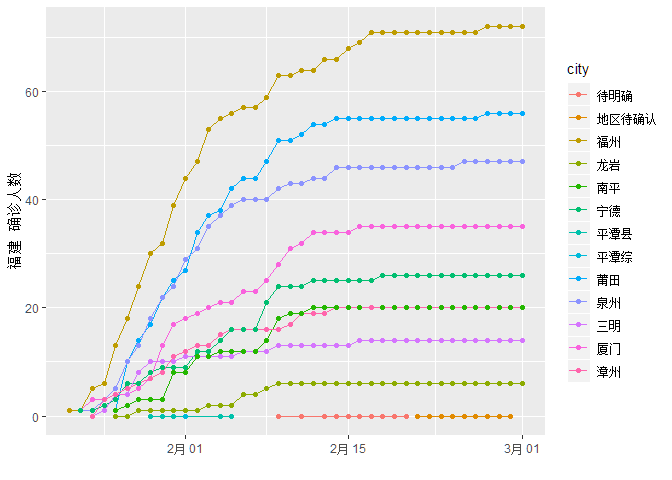 福建 确诊人数
60
40
20
0
2月 01
2月 15
3月 01
city
待明确
地区待确认
福州
龙岩
南平
宁德
平潭县
平潭综
莆田
泉州
三明
厦门
漳州